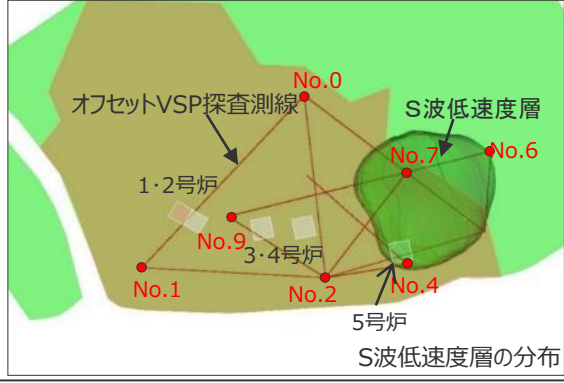 No.0
オフセットVSP探査測線
S波低速度層
No.6
No.7
1・2号炉
No.9
3・4号炉
No.1
No.2
No.4
5号炉
S波低速度層の分布